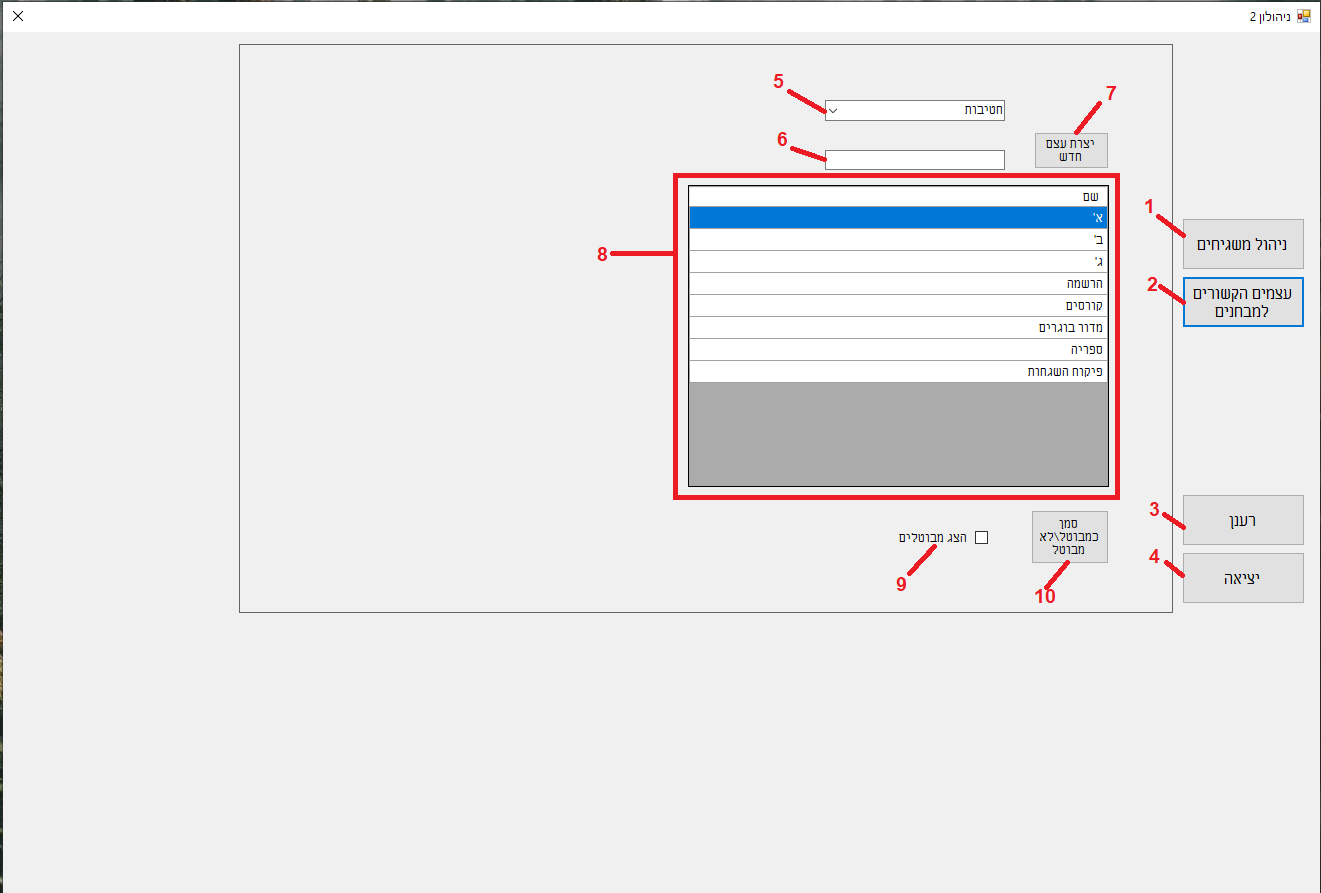 ניהולון 2
5
חטיבות
7
6
יצרת עצם
חדש
שם
א'
ב'
ג'
הרשמה
קורסים
מדור בוגרים
ספריה
פיקוח השגחות
8
1
ניהול משגיחים
2
עצמים הקשורים
למבחנים
3
רענן
4
יציאה
סמן
כמבוטל\לא
מבוטל
הצג מבוטלים
9
10